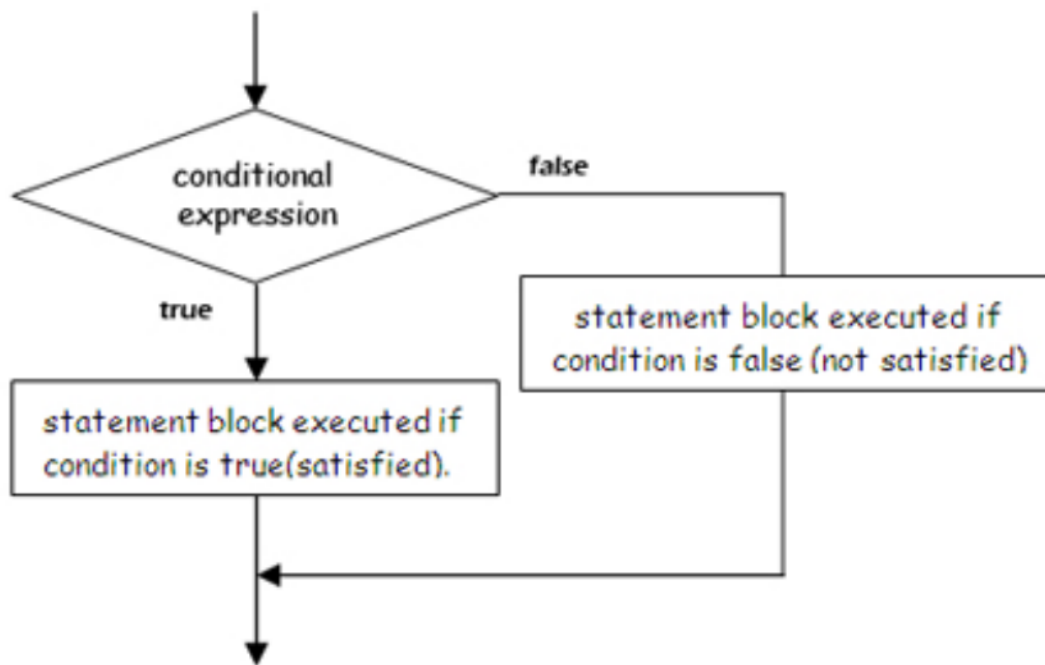 conditional
expression
false
true
statement block executed if
condition is false (not satisfied)
statement block executed if
condition is true(satisfied).